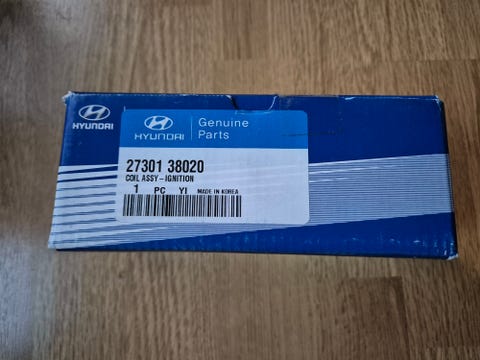 HYUNDAI
HYUNDAI
Genuine
Parts
27301 38020
COIL ASSY-IGNITION
1 PC YI MADE IN KOREA